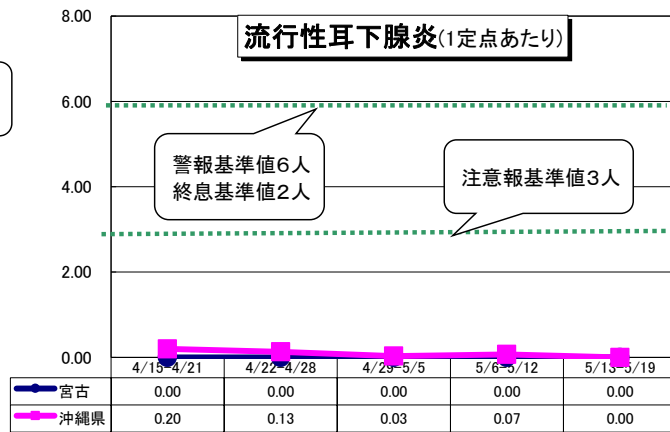 流行性耳下腺炎(1定点あたり)
8.00
6.00
4.00
2.00
0.00
警報基準値6人
終息基準値2人
注意報基準値3人
4/15-4/21 4/22-4/28 4/29-5/5 5/6-5/12 5/13-5/19
宮古 0.00 0.00 0.00 0.00 0.00
沖縄県 0.20 0.13 0.03 0.07 0.00